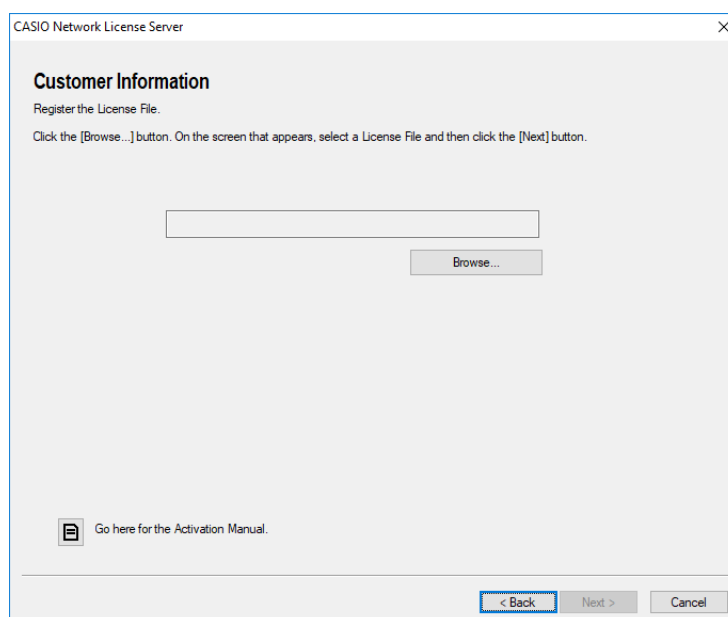 CASIO Network License Server
Customer Information
Register the License File.
Click the [Browse...] button. On the screen that appears, select a License File and then click the [Next] button.
Browse...
Go here for the Activation Manual.
< Back
Next >
Cancel